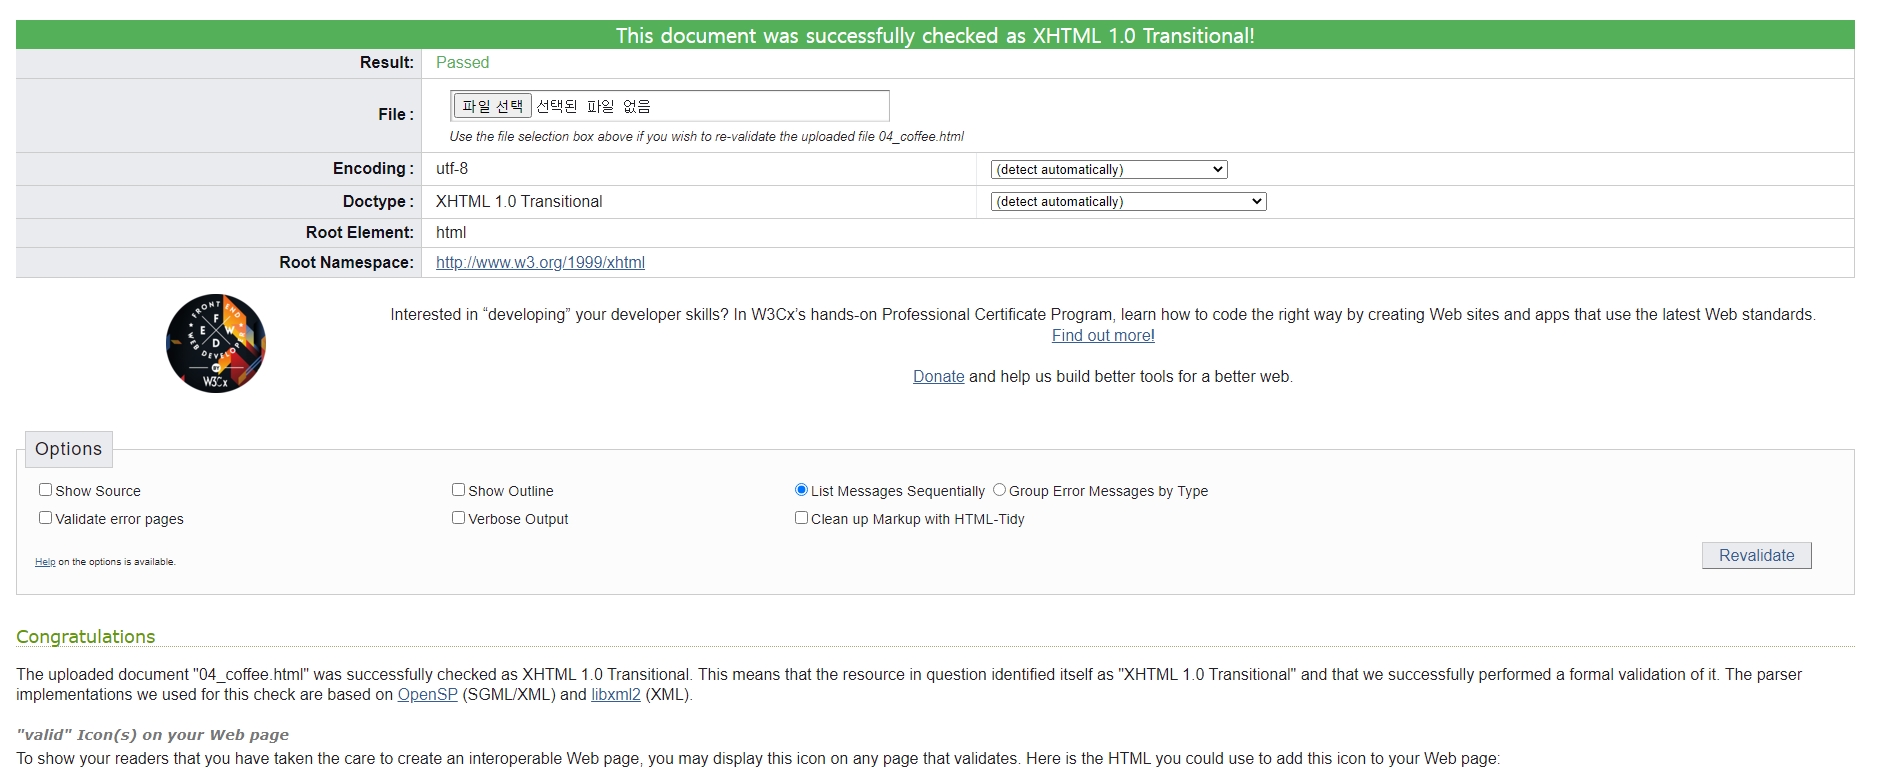 This document was successfully checked as XHTML 1.0 Transitional!
Result: Passed
File : 파일 선택 선택된 파일 없음
Use the file selection box above if you wish to re-validate the uploaded file 04_coffee.html
Encoding : utf-8 (detect automatically)
Doctype : XHTML 1.0 Transitional (detect automatically)
Root Element: html
Root Namespace: http://www.w3.org/1999/xhtml
FRONT END WEB DEVELOPER
F
E W
D
BY
W3Cx
Interested in “developing” your developer skills? In W3Cx’s hands-on Professional Certificate Program, learn how to code the right way by creating Web sites and apps that use the latest Web standards.
Find out more!
Donate and help us build better tools for a better web.
Options
Show Source Show Outline List Messages Sequentially Group Error Messages by Type
Validate error pages Verbose Output Clean up Markup with HTML-Tidy
Help on the options is available.
Revalidate
Congratulations
The uploaded document "04_coffee.html" was successfully checked as XHTML 1.0 Transitional. This means that the resource in question identified itself as "XHTML 1.0 Transitional" and that we successfully performed a formal validation of it. The parser
implementations we used for this check are based on OpenSP (SGML/XML) and libxml2 (XML).
"valid" Icon(s) on your Web page
To show your readers that you have taken the care to create an interoperable Web page, you may display this icon on any page that validates. Here is the HTML you could use to add this icon to your Web page: